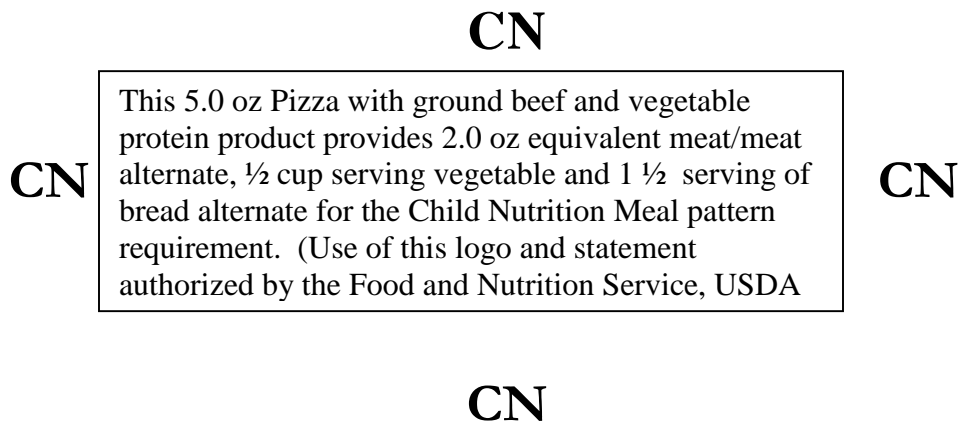 CN
This 5.0 oz Pizza with ground beef and vegetable
protein product provides 2.0 oz equivalent meat/meat
CN alternate, ½ cup serving vegetable and 1 ½ serving of CN
bread alternate for the Child Nutrition Meal pattern
requirement. (Use of this logo and statement
authorized by the Food and Nutrition Service, USDA
CN